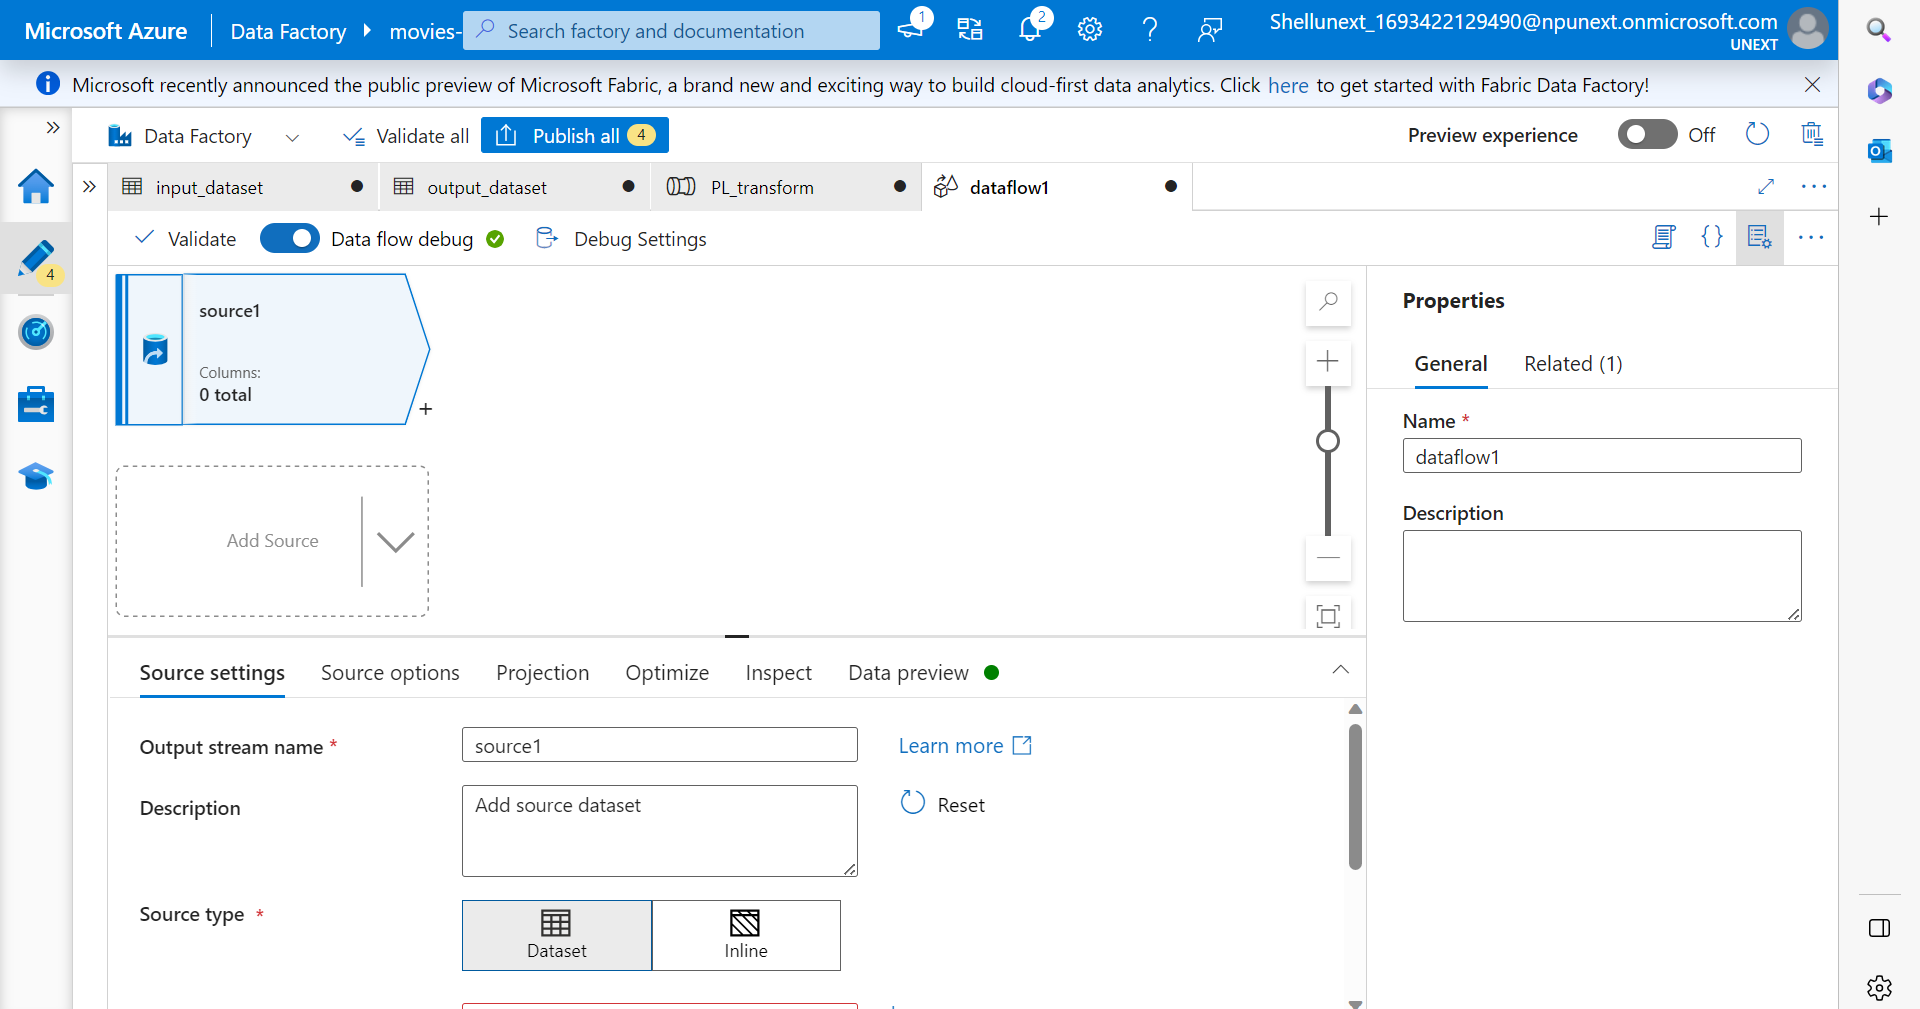 Microsoft Azure
Data Factory
movies-
Search factory and documentation
1
2
Shellunext_1693422129490@npunext.onmicrosoft.com
UNEXT
Microsoft recently announced the public preview of Microsoft Fabric, a brand new and exciting way to build cloud-first data analytics. Click here to get started with Fabric Data Factory!
Data Factory
Validate all
Publish all 4
Preview experience
Off
input_dataset
output_dataset
PL_transform
dataflow1
Validate
Data flow debug
Debug Settings
4
source1
Columns:
0 total
Add Source
Properties
General
Related (1)
Name *
dataflow1
Description
Source settings
Source options
Projection
Optimize
Inspect
Data preview
Output stream name *
source1
Learn more
Description
Add source dataset
Reset
Source type *
Dataset
Inline